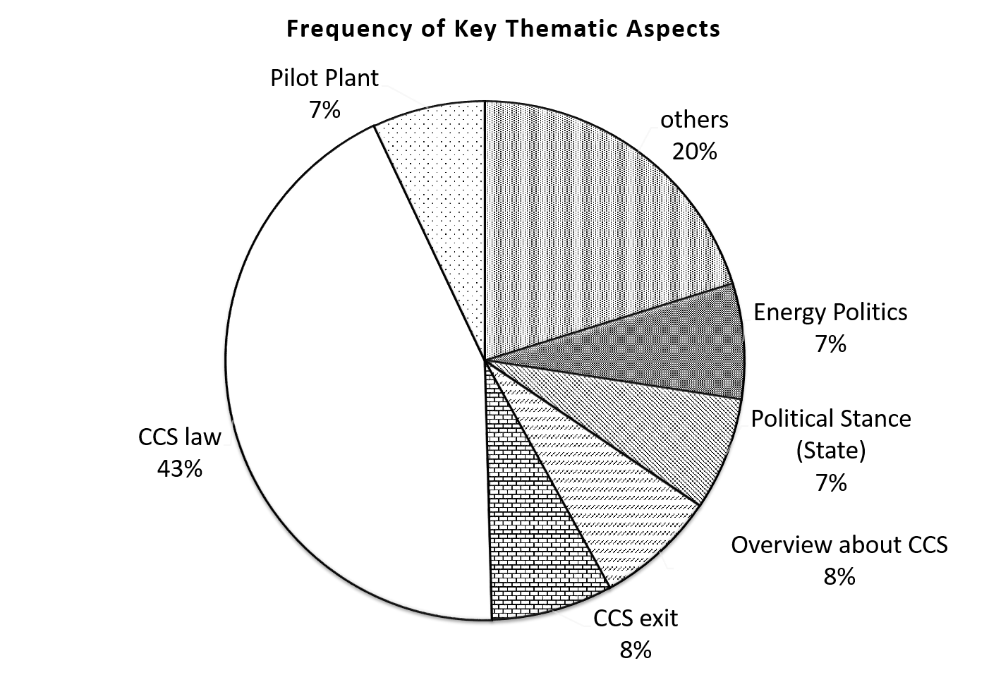 Frequency of Key Thematic Aspects
Pilot Plant
7%
others
20%
Energy Politics
7%
Political Stance
(State)
7%
Overview about CCS
8%
CCS exit
8%
CCS law
43%